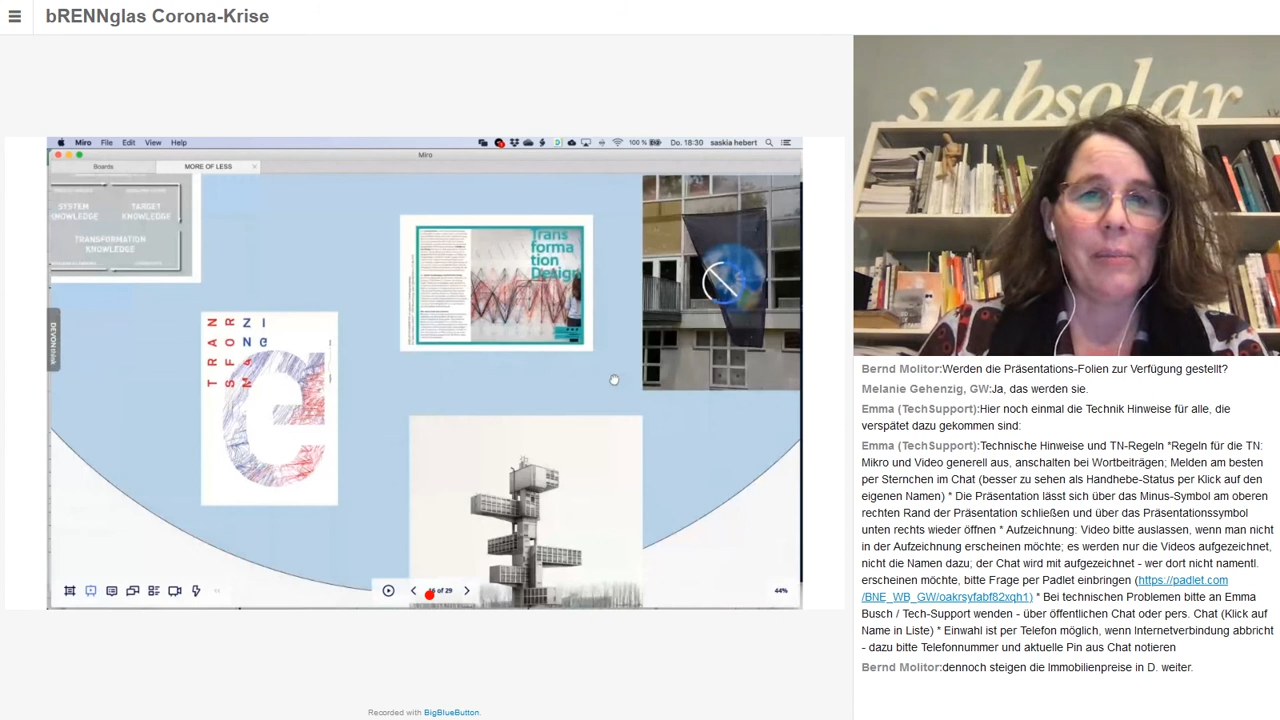 bRENNglas Corona-Krise
Miro File Edit View Help
100 % Do. 18:30 saskia hebert
Miro
Boards MORE OF LESS
SYSTEM KNOWLEDGE
TARGET KNOWLEDGE
TRANSFORMATION KNOWLEDGE
DEVONthink
Trans
forma
tion
Design
TRAN
SFOR
MNZI
NG
e
of 29
44%
subsolar
Bernd Molitor:Werden die Präsentations-Folien zur Verfügung gestellt?
Melanie Gehenzig, GW:Ja, das werden sie.
Emma (TechSupport):Hier noch einmal die Technik Hinweise für alle, die
verspätet dazu gekommen sind:
Emma (TechSupport):Technische Hinweise und TN-Regeln *Regeln für die TN:
Mikro und Video generell aus, anschalten bei Wortbeiträgen; Melden am besten
per Sternchen im Chat (besser zu sehen als Handhebe-Status per Klick auf den
eigenen Namen) * Die Präsentation lässt sich über das Minus-Symbol am oberen
rechten Rand der Präsentation schließen und über das Präsentationssymbol
unten rechts wieder öffnen * Aufzeichnung: Video bitte auslassen, wenn man nicht
in der Aufzeichnung erscheinen möchte; es werden nur die Videos aufgezeichnet,
nicht die Namen dazu; der Chat wird mit aufgezeichnet - wer dort nicht namentl.
erscheinen möchte, bitte Frage per Padlet einbringen (https://padlet.com
/BNE_WB_GW/oakrsyfabf82xqh1) * Bei technischen Problemen bitte an Emma
Busch / Tech-Support wenden - über öffentlichen Chat oder pers. Chat (Klick auf
Name in Liste) * Einwahl ist per Telefon möglich, wenn Internetverbindung abbricht
- dazu bitte Telefonnummer und aktuelle Pin aus Chat notieren
Bernd Molitor:dennoch steigen die Immobilienpreise in D. weiter.
Recorded with BigBlueButton.